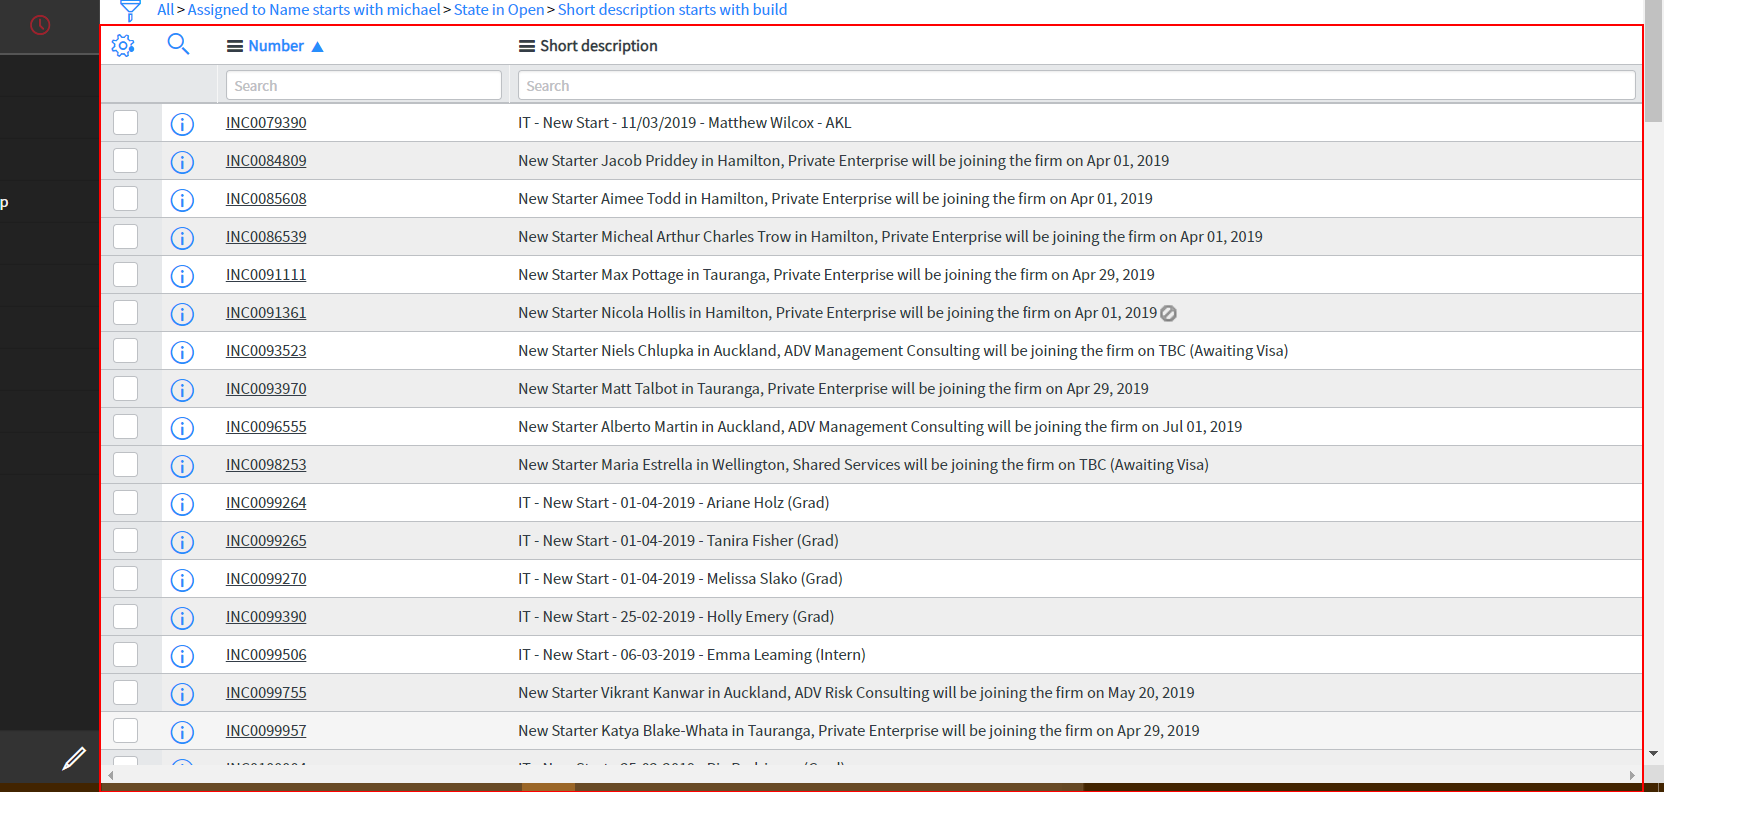 All > Assigned to Name starts with michael > State in Open > Short description starts with build
Number ▲ Short description
Search Search
INC0079390 IT - New Start - 11/03/2019 - Matthew Wilcox - AKL
INC0084809 New Starter Jacob Priddey in Hamilton, Private Enterprise will be joining the firm on Apr 01, 2019
INC0085608 New Starter Aimee Todd in Hamilton, Private Enterprise will be joining the firm on Apr 01, 2019
p
INC0086539 New Starter Micheal Arthur Charles Trow in Hamilton, Private Enterprise will be joining the firm on Apr 01, 2019
INC0091111 New Starter Max Pottage in Tauranga, Private Enterprise will be joining the firm on Apr 29, 2019
INC0091361 New Starter Nicola Hollis in Hamilton, Private Enterprise will be joining the firm on Apr 01, 2019
INC0093523 New Starter Niels Chlupka in Auckland, ADV Management Consulting will be joining the firm on TBC (Awaiting Visa)
INC0093970 New Starter Matt Talbot in Tauranga, Private Enterprise will be joining the firm on Apr 29, 2019
INC0096555 New Starter Alberto Martin in Auckland, ADV Management Consulting will be joining the firm on Jul 01, 2019
INC0098253 New Starter Maria Estrella in Wellington, Shared Services will be joining the firm on TBC (Awaiting Visa)
INC0099264 IT - New Start - 01-04-2019 - Ariane Holz (Grad)
INC0099265 IT - New Start - 01-04-2019 - Tanira Fisher (Grad)
INC0099270 IT - New Start - 01-04-2019 - Melissa Slako (Grad)
INC0099390 IT - New Start - 25-02-2019 - Holly Emery (Grad)
INC0099506 IT - New Start - 06-03-2019 - Emma Leaming (Intern)
INC0099755 New Starter Vikrant Kanwar in Auckland, ADV Risk Consulting will be joining the firm on May 20, 2019
INC0099957 New Starter Katya Blake-Whata in Tauranga, Private Enterprise will be joining the firm on Apr 29, 2019